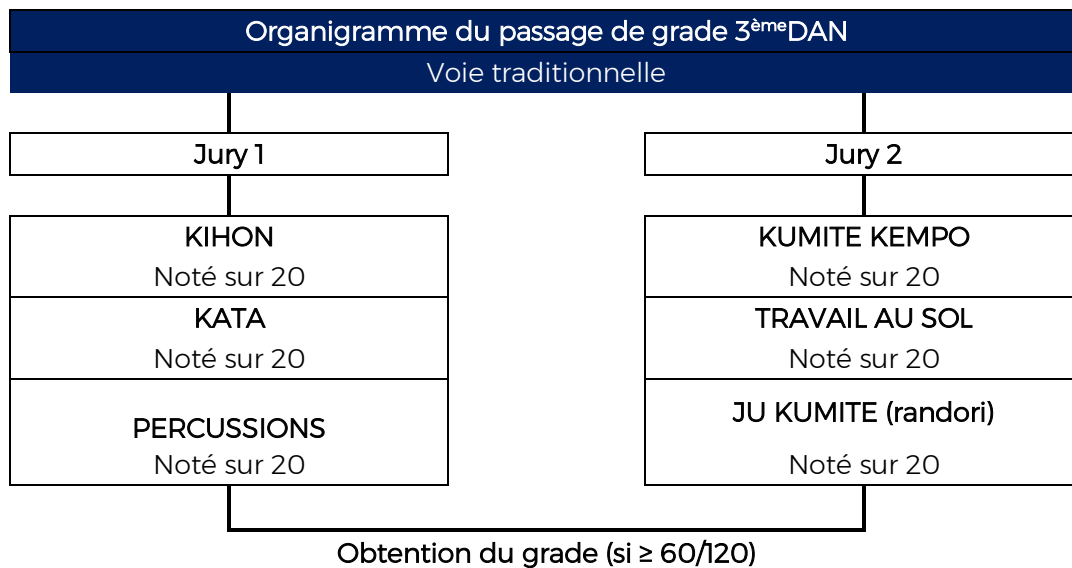 Organigramme du passage de grade 3èmeDAN
Voie traditionnelle
Jury 1
KIHON
Noté sur 20
KATA
Noté sur 20
PERCUSSIONS
Noté sur 20
Jury 2
KUMITE KEMPO
Noté sur 20
TRAVAIL AU SOL
Noté sur 20
JU KUMITE (randori)
Noté sur 20
Obtention du grade (si ≥ 60/120)